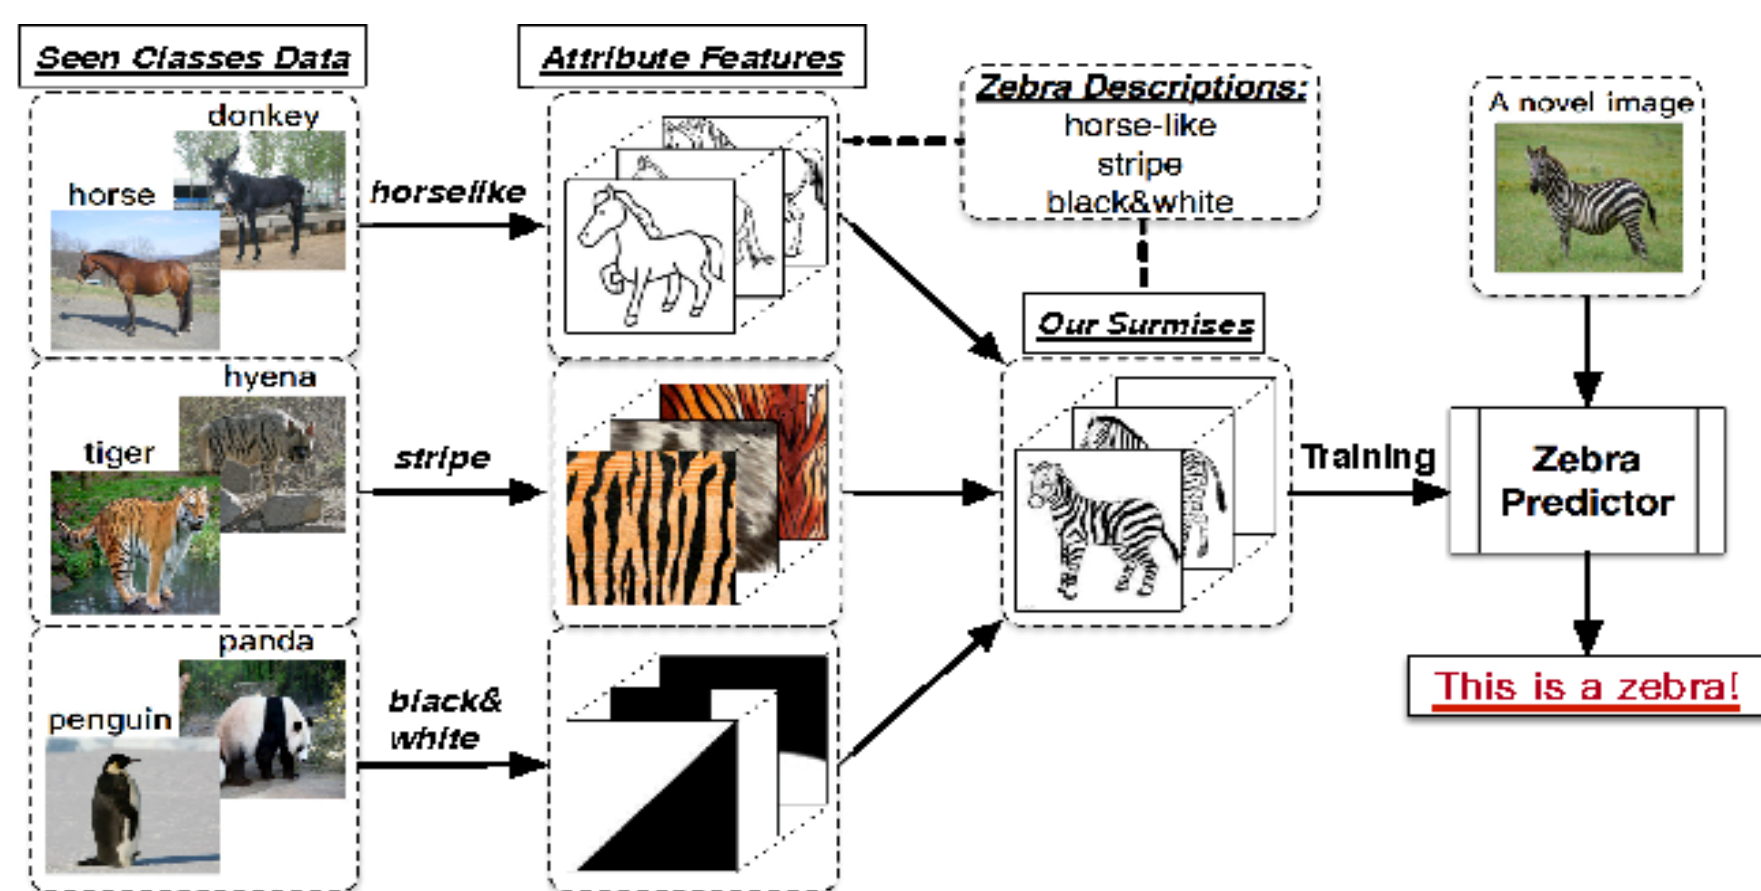 Seen Classes Data
donkey
horse
hyena
tiger
panda
penguin
horselike
stripe
black&
white
Attribute Features
Zebra Descriptions:
horse-like
stripe
black&white
Our Surmises
Training
A novel image
Zebra
Predictor
This is a zebra!